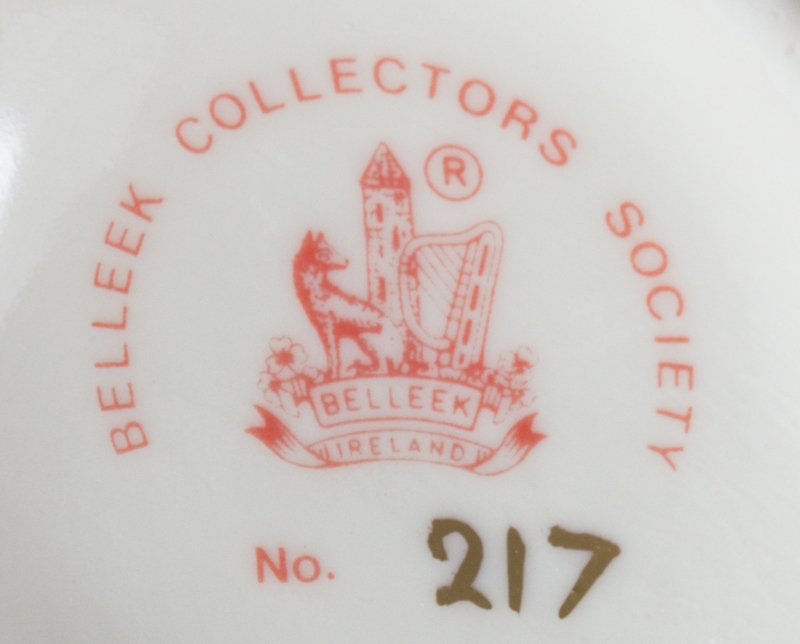 BELLEEK COLLECTORS SOCIETY
®
BELLEEK
IRELAND
No. 217